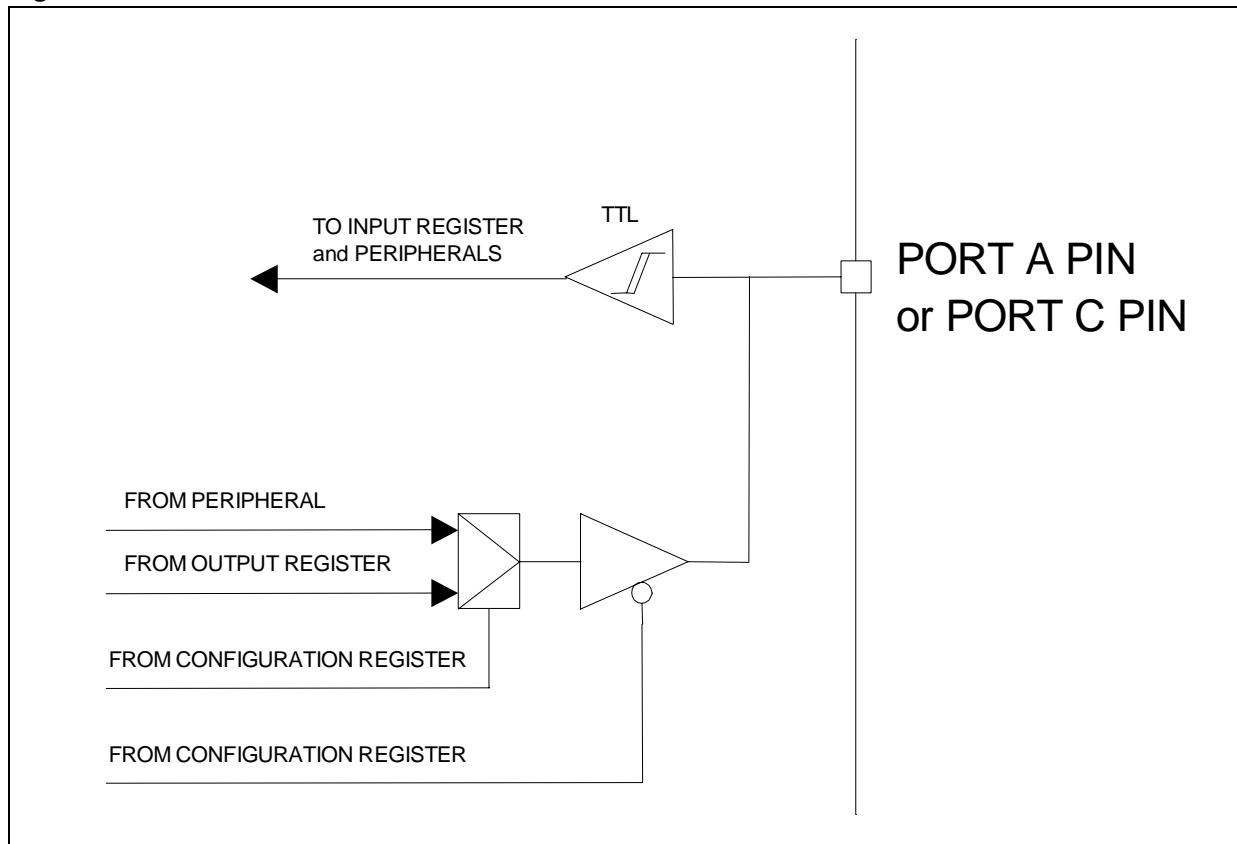 TTL
TO INPUT REGISTER
and PERIPHERALS
PORT A PIN
or PORT C PIN
FROM PERIPHERAL
FROM OUTPUT REGISTER
FROM CONFIGURATION REGISTER
FROM CONFIGURATION REGISTER